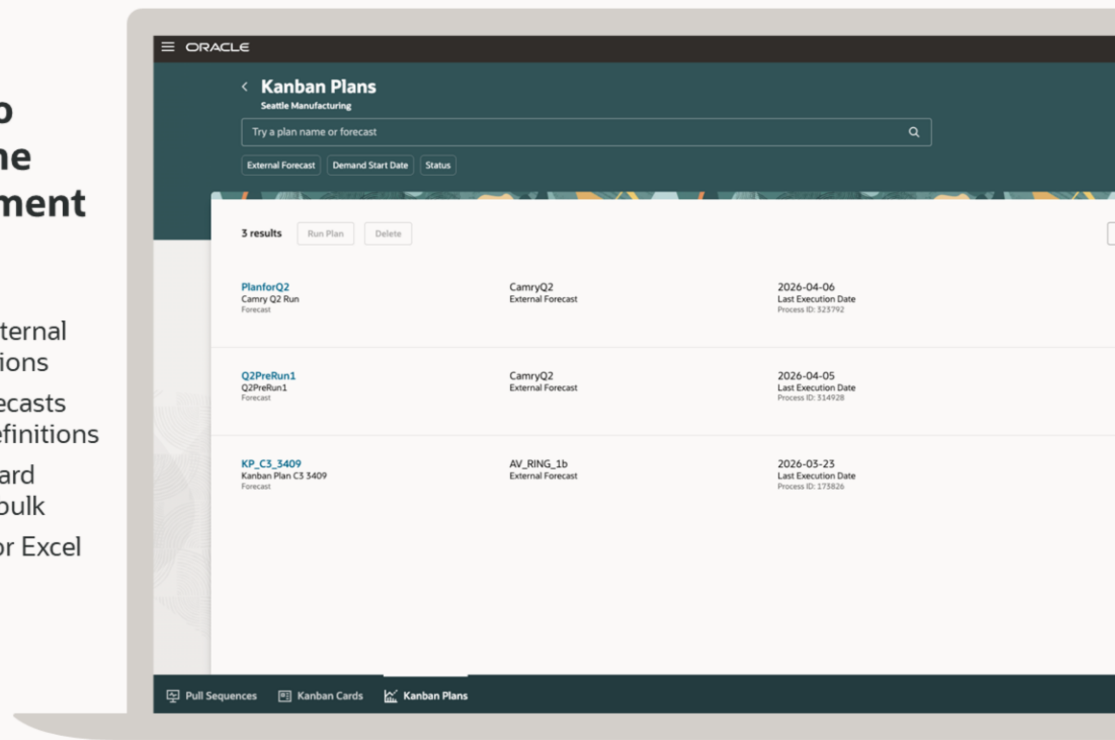 o
ne
ment
ternal
ions
ecasts
efinitions
ard
bulk
or Excel
ORACLE
Kanban Plans
Seattle Manufacturing
Try a plan name or forecast
External Forecast Demand Start Date Status
3 results Run Plan Delete
PlanforQ2 CamryQ2 2026-04-06
Camry Q2 Run External Forecast Last Execution Date
Forecast Process ID: 323792
Q2PreRun1 CamryQ2 2026-04-05
Q2PreRun1 External Forecast Last Execution Date
Forecast Process ID: 314928
KP_C3_3409 AV_RING_1b 2026-03-23
Kanban Plan C3 3409 External Forecast Last Execution Date
Forecast Process ID: 173826
Pull Sequences Kanban Cards Kanban Plans